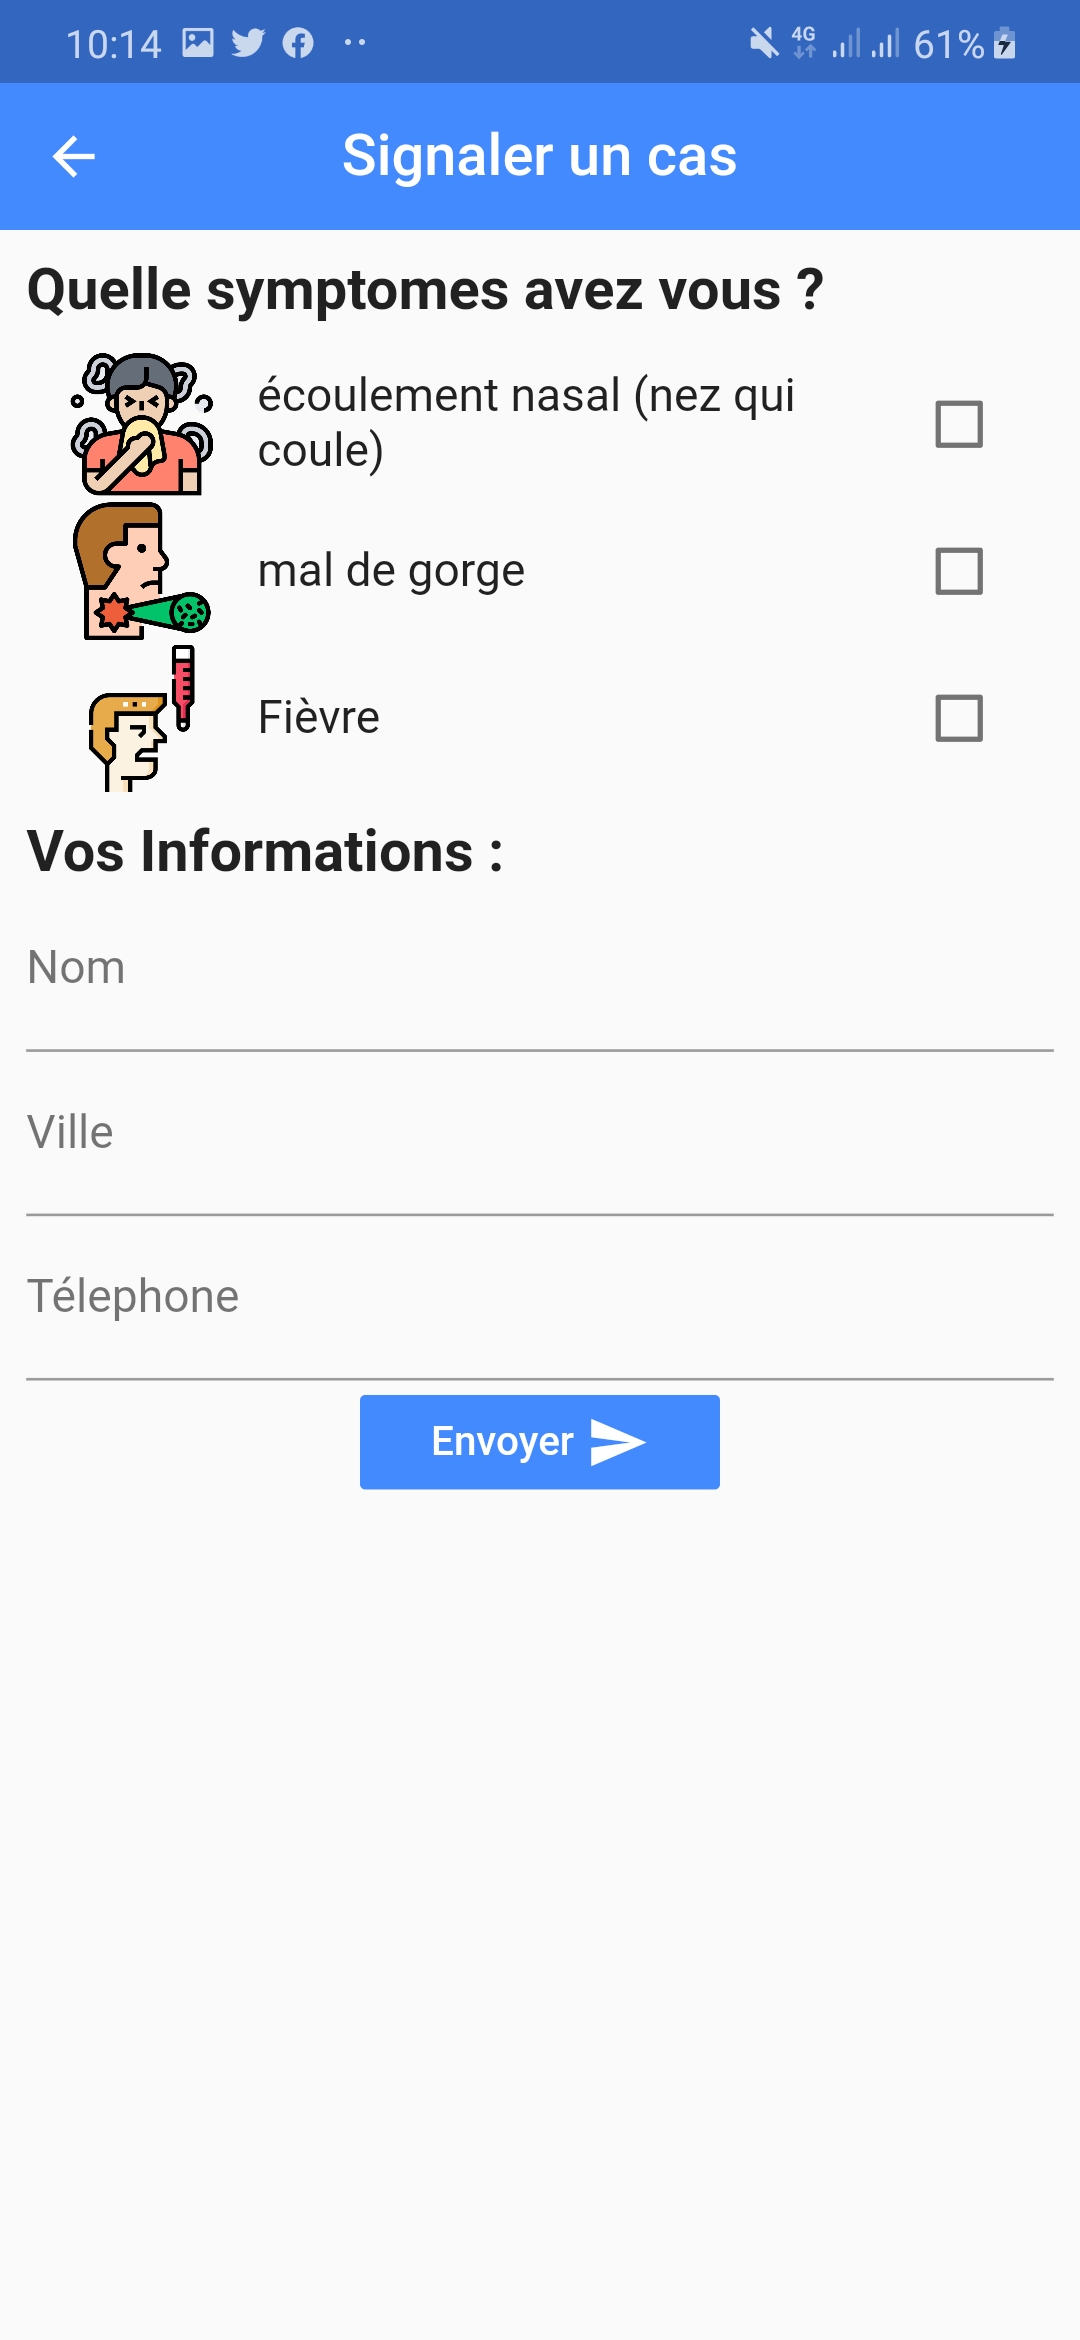 10:14
4G
61%
Signaler un cas
Quelle symptomes avez vous ?
écoulement nasal (nez qui
coule)
mal de gorge
Fièvre
Vos Informations :
Nom
Ville
Télephone
Envoyer